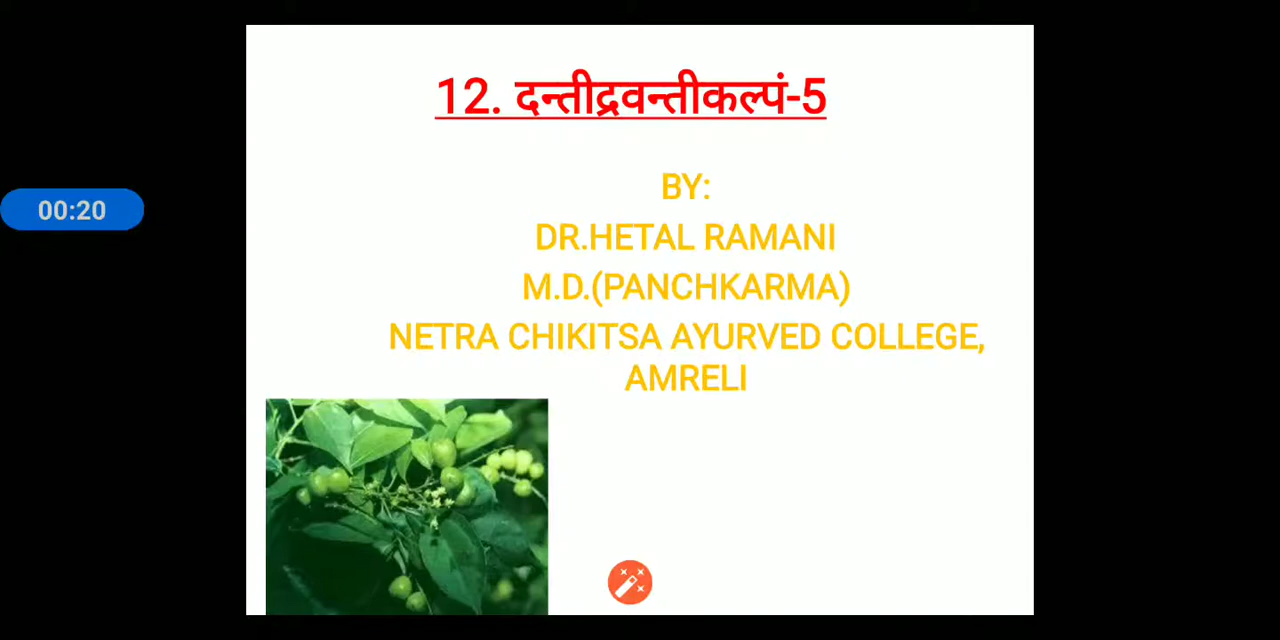 12. दन्तीद्रवन्तीकल्पं-5
BY:
DR.HETAL RAMANI
M.D.(PANCHKARMA)
00:20
NETRA CHIKITSA AYURVED COLLEGE,
AMRELI